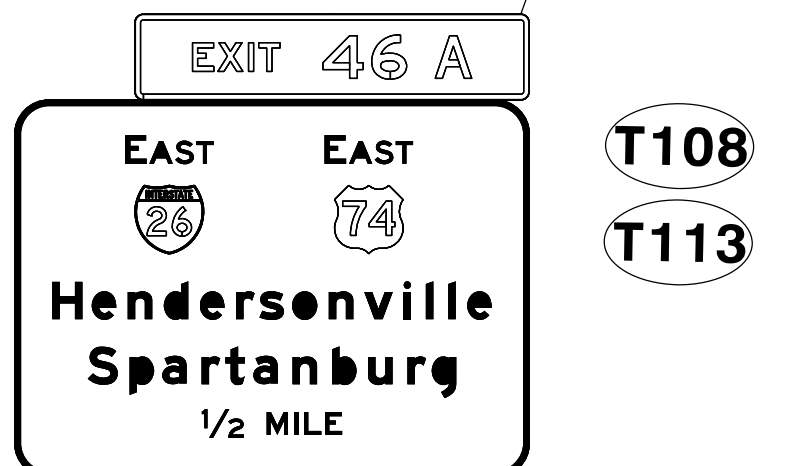 EXIT 46 A
EAST EAST
INTERSTATE
26 74
Hendersonville
Spartanburg
1/2 MILE
T108
T113